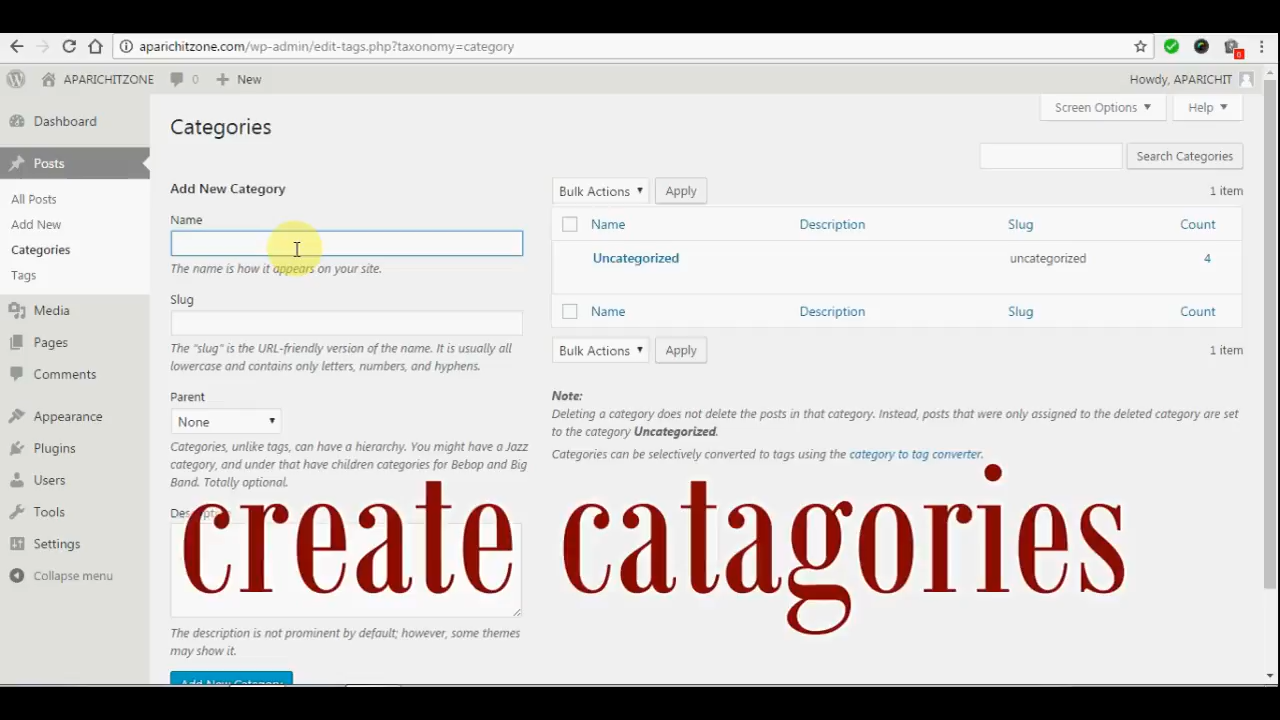 aparichitzone.com/wp-admin/edit-tags.php?taxonomy=category
0
APARICHITZONE 0 New Howdy, APARICHIT
Screen Options Help
Dashboard
Posts
All Posts
Add New
Categories
Tags
Media
Pages
Comments
Appearance
Plugins
Users
Tools
Settings
Collapse menu
Categories
Add New Category
Name
The name is how it appears on your site.
Slug
The "slug" is the URL-friendly version of the name. It is usually all
lowercase and contains only letters, numbers, and hyphens.
Parent
None
Categories, unlike tags, can have a hierarchy. You might have a Jazz
category, and under that have children categories for Bebop and Big
Band. Totally optional.
Description
The description is not prominent by default; however, some themes
may show it.
Add New Category
Search Categories
Bulk Actions Apply 1 item
Name Description Slug Count
Uncategorized uncategorized 4
Name Description Slug Count
Bulk Actions Apply 1 item
Note:
Deleting a category does not delete the posts in that category. Instead, posts that were only assigned to the deleted category are set
to the category Uncategorized.
Categories can be selectively converted to tags using the category to tag converter.
create catagories